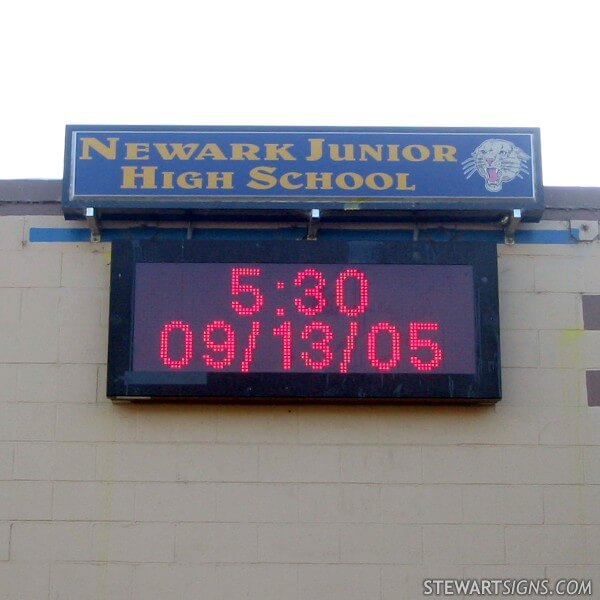 Newark Junior
High School
5:30
09/13/05
STEWARTSIGNS.COM